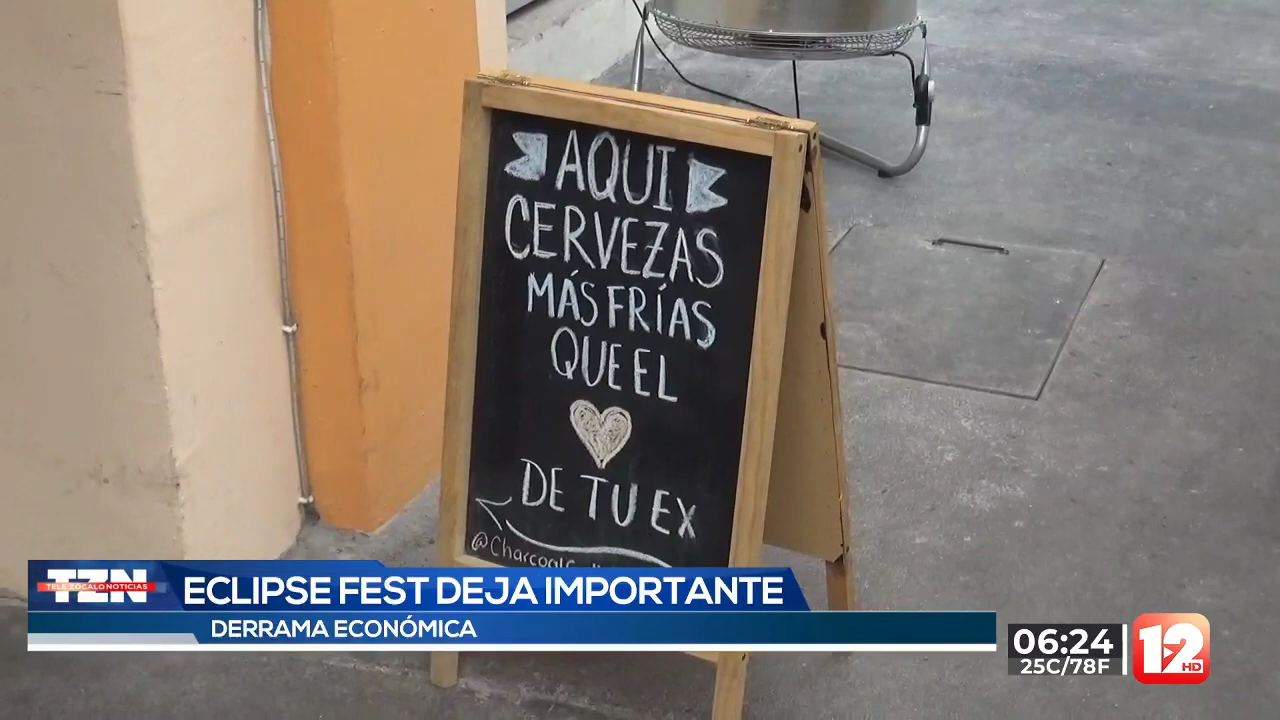 AQUI
CERVEZAS
MÁS FRÍAS
QUE EL
DE TU EX
TZN
TELE ZOCALO NOTICIAS
ECLIPSE FEST DEJA IMPORTANTE
DERRAMA ECONÓMICA
06:24
25C/78F
12
HD